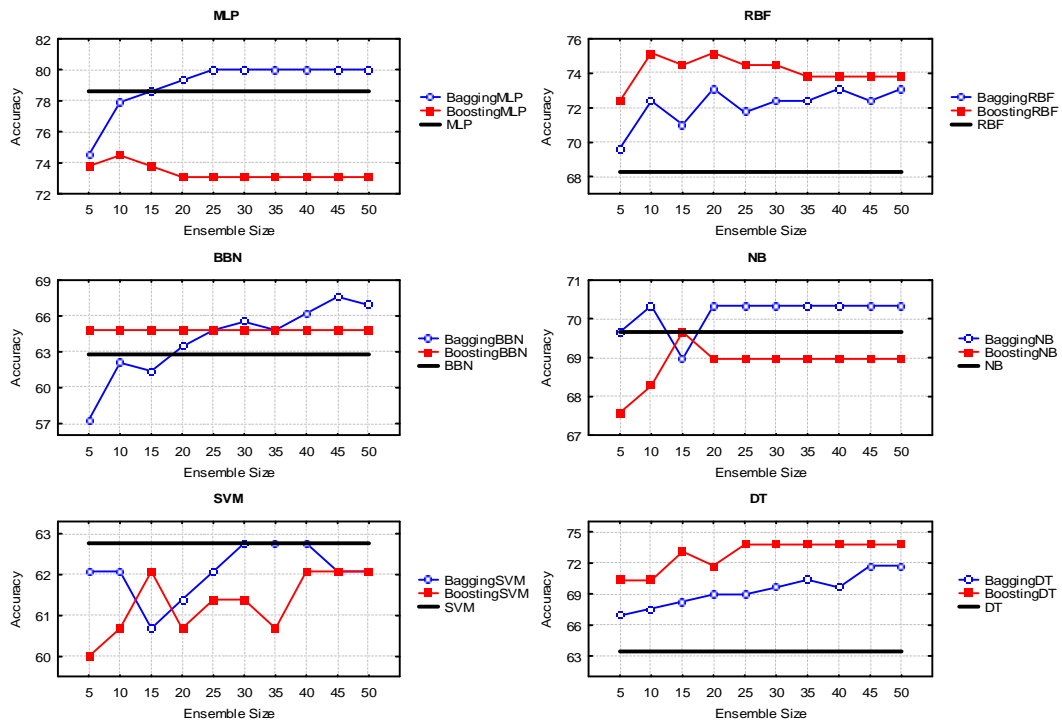 MLP
82
80
78
76
74
72
Accuracy
5 10 15 20 25 30 35 40 45 50
Ensemble Size
BaggingMLP
BoostingMLP
MLP
RBF
76
74
72
70
68
Accuracy
5 10 15 20 25 30 35 40 45 50
Ensemble Size
BaggingRBF
BoostingRBF
RBF
BBN
69
66
63
60
57
Accuracy
5 10 15 20 25 30 35 40 45 50
Ensemble Size
BaggingBBN
BoostingBBN
BBN
NB
71
70
69
68
67
Accuracy
5 10 15 20 25 30 35 40 45 50
Ensemble Size
BaggingNB
BoostingNB
NB
SVM
63
62
61
60
Accuracy
5 10 15 20 25 30 35 40 45 50
Ensemble Size
BaggingSVM
BoostingSVM
SVM
DT
75
72
69
66
63
Accuracy
5 10 15 20 25 30 35 40 45 50
Ensemble Size
BaggingDT
BoostingDT
DT